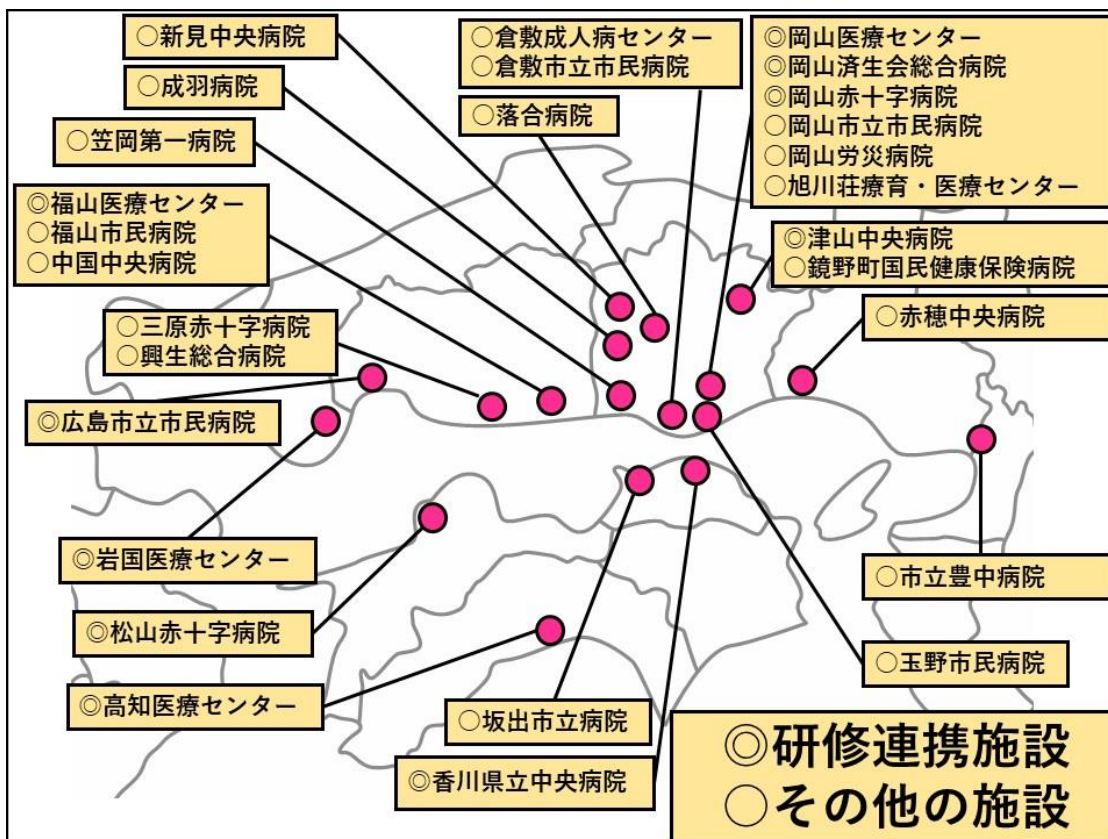 ○新見中央病院
○成羽病院
○笠岡第一病院
◎福山医療センター
○福山市民病院
○中国中央病院
○三原赤十字病院
○興生総合病院
◎広島市立市民病院
◎岩国医療センター
◎松山赤十字病院
◎高知医療センター
○倉敷成人病センター
○倉敷市立市民病院
○落合病院
◎岡山医療センター
◎岡山済生会総合病院
◎岡山赤十字病院
○岡山市立市民病院
○岡山労災病院
○旭川荘療育・医療センター
◎津山中央病院
○鏡野町国民健康保険病院
○赤穂中央病院
○市立豊中病院
○玉野市民病院
○坂出市立病院
◎香川県立中央病院
◎研修連携施設
○その他の施設